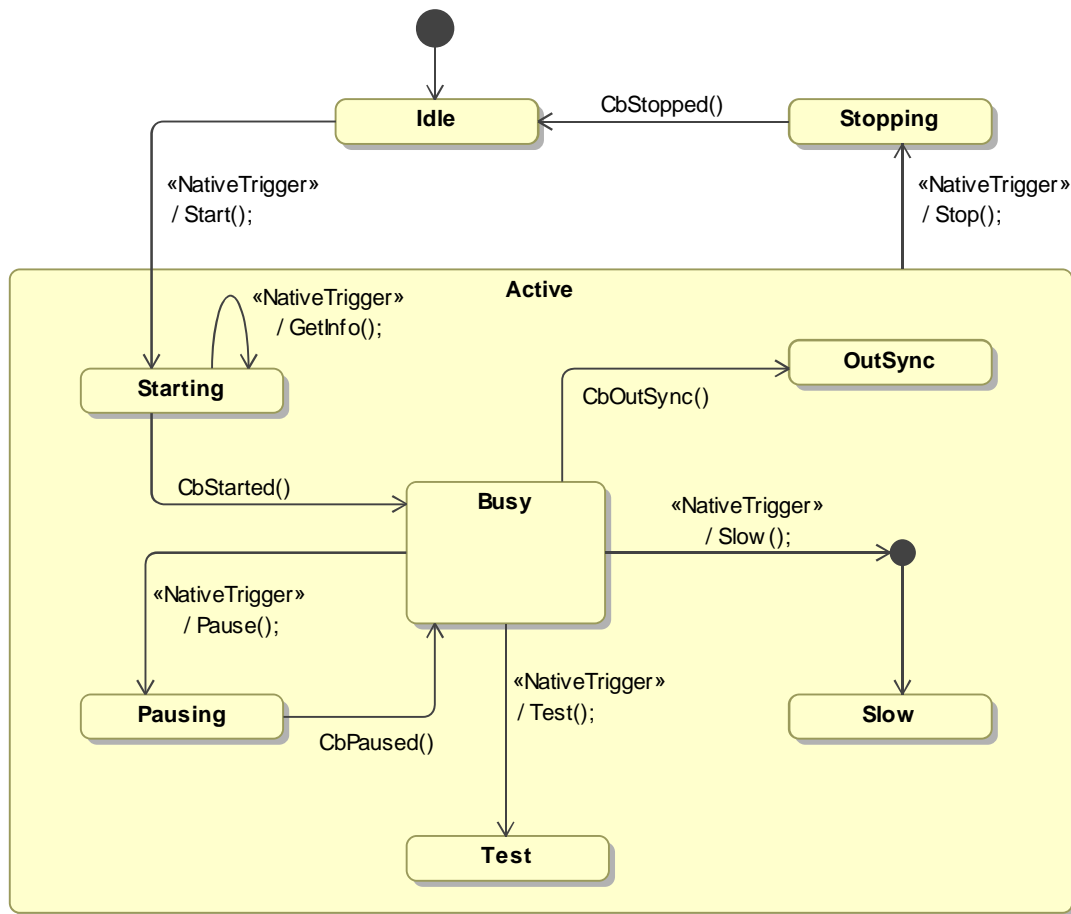 Idle
CbStopped()
Stopping
«NativeTrigger»
/ Start();
«NativeTrigger»
/ Stop();
Active
«NativeTrigger»
/ GetInfo();
Starting
OutSync
CbOutSync()
CbStarted()
Busy
«NativeTrigger»
/ Slow();
«NativeTrigger»
/ Pause();
«NativeTrigger»
/ Test();
Pausing
CbPaused()
Slow
Test